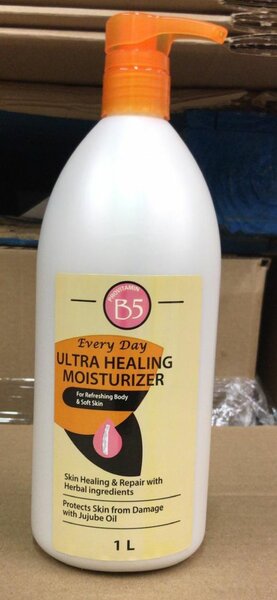 PROVITAMIN
B5
Every Day
ULTRA HEALING
MOISTURIZER
For Refreshing Body
& Soft Skin
Skin Healing & Repair with
Herbal ingredients
Protects Skin from Damage
with Jujube Oil
1 L